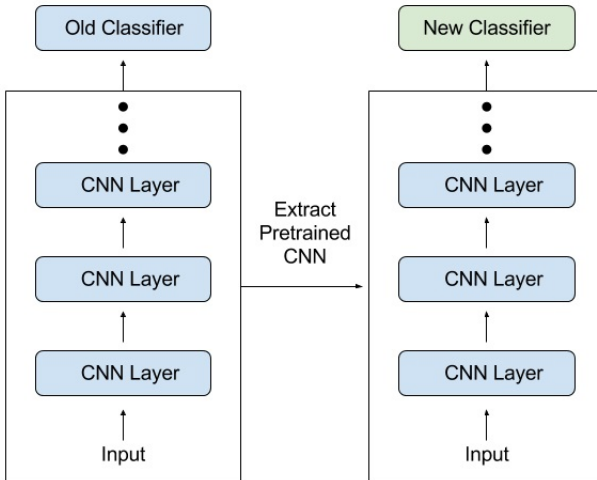 Old Classifier
CNN Layer
CNN Layer
CNN Layer
Input
Extract
Pretrained
CNN
New Classifier
CNN Layer
CNN Layer
CNN Layer
Input